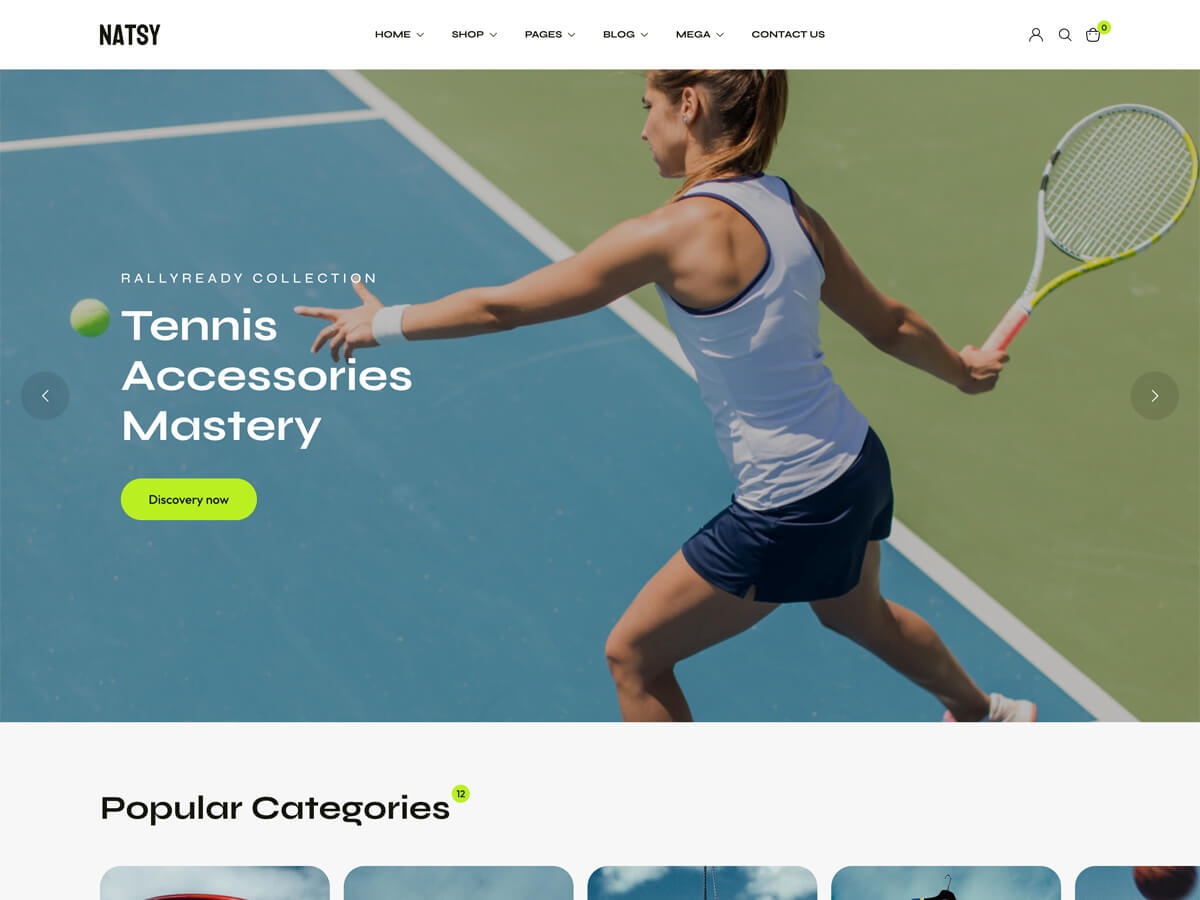 NATSY
HOME SHOP PAGES BLOG MEGA CONTACT US
0
RALLYREADY COLLECTION
Tennis
Accessories
Mastery
Discovery now
Popular Categories 12